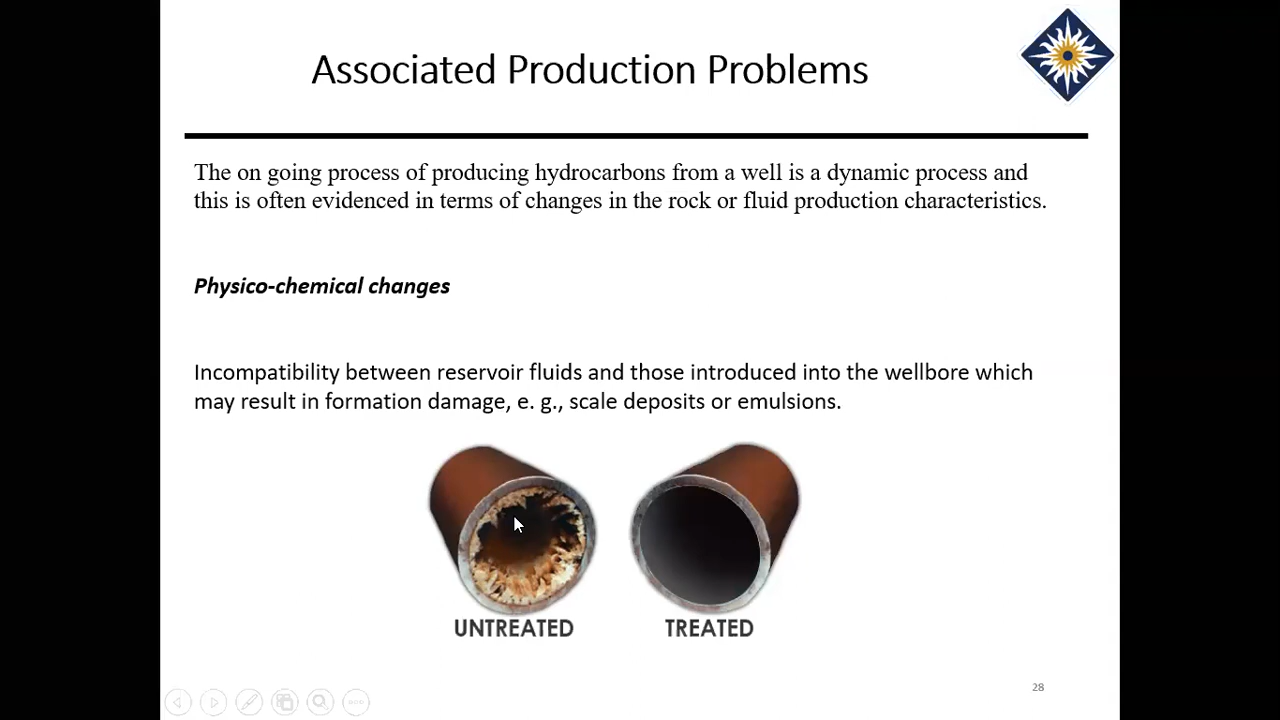 Associated Production Problems
The on going process of producing hydrocarbons from a well is a dynamic process and
this is often evidenced in terms of changes in the rock or fluid production characteristics.
Physico-chemical changes
Incompatibility between reservoir fluids and those introduced into the wellbore which
may result in formation damage, e. g., scale deposits or emulsions.
UNTREATED
TREATED
28